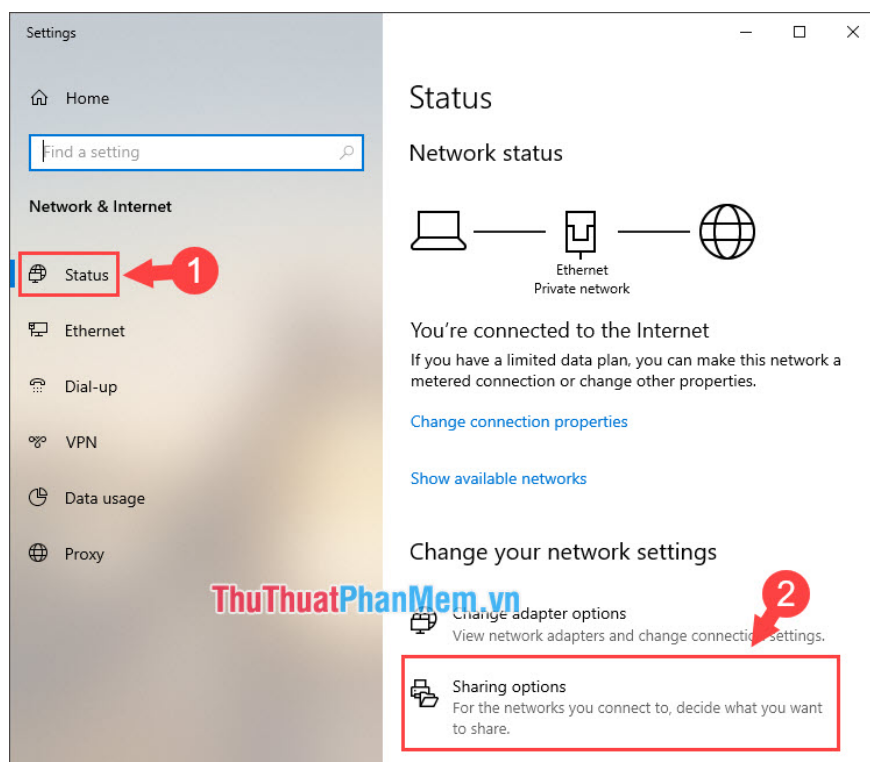 Settings
Home
Find a setting
Network & Internet
Status
1
Ethernet
Dial-up
VPN
Data usage
Proxy
Status
Network status
Ethernet
Private network
You're connected to the Internet
If you have a limited data plan, you can make this network a
metered connection or change other properties.
Change connection properties
Show available networks
Change your network settings
ThuThuatPhanMem.vn
2
Change adapter options
View network adapters and change connection settings.
Sharing options
For the networks you connect to, decide what you want
to share.